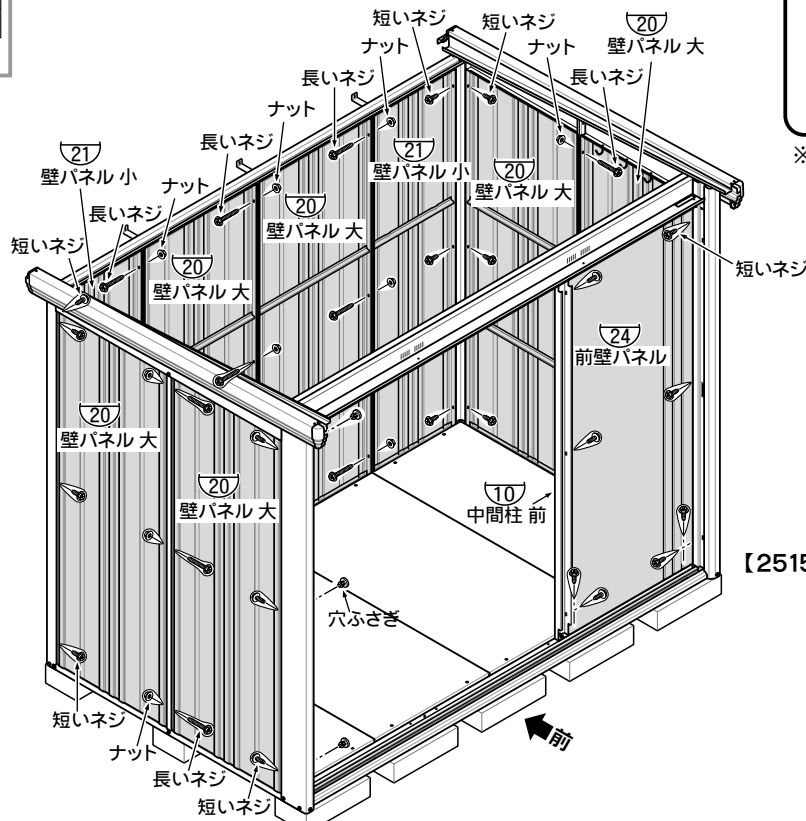 短いネジ
短いネジ
20
壁パネル 大
ナット
ナット
長いネジ
長いネジ
ナット
※
21
壁パネル 小
長いネジ
21
壁パネル 小
20
壁パネル 大
ナット
20
壁パネル 大
長いネジ
短いネジ
20
壁パネル 大
短いネジ
24
前壁パネル
20
壁パネル 大
20
壁パネル 大
10
中間柱 前
【2515
穴ふさぎ
短いネジ
ナット
前
長いネジ
短いネジ